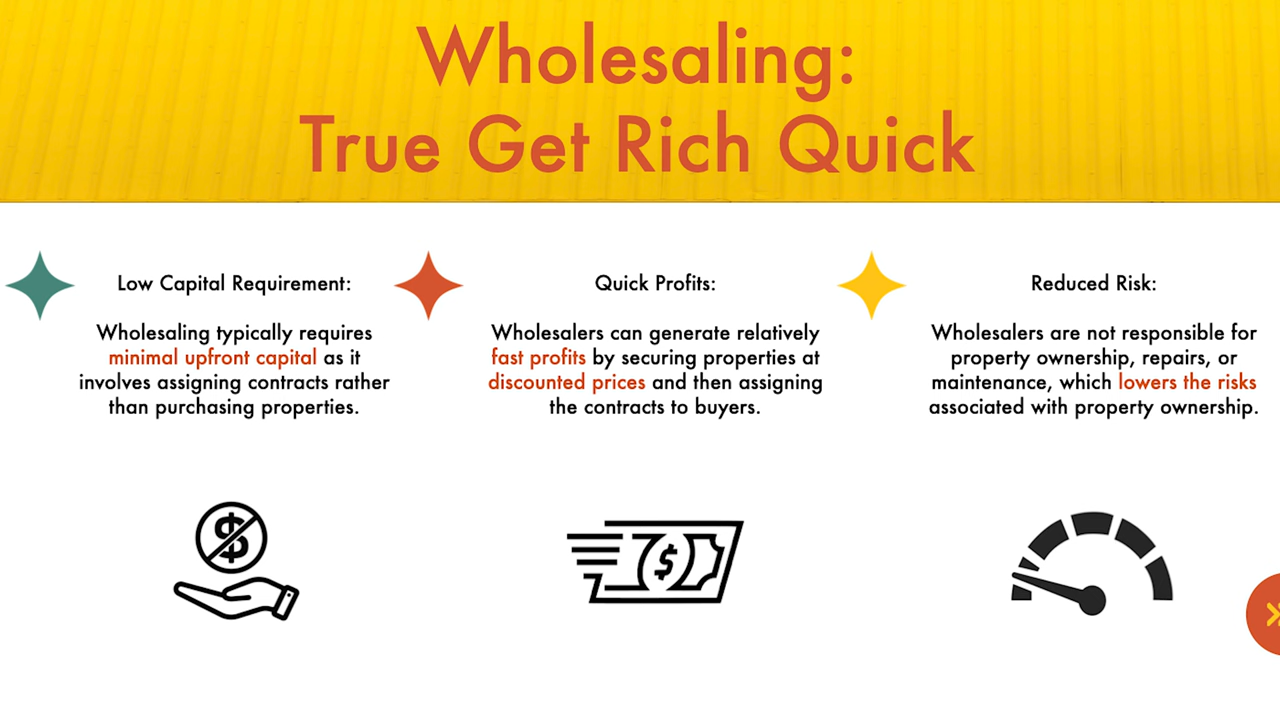 Wholesaling:
True Get Rich Quick
Low Capital Requirement:
Wholesaling typically requires
minimal upfront capital as it
involves assigning contracts rather
than purchasing properties.
Quick Profits:
Wholesalers can generate relatively
fast profits by securing properties at
discounted prices and then assigning
the contracts to buyers.
Reduced Risk:
Wholesalers are not responsible for
property ownership, repairs, or
maintenance, which lowers the risks
associated with property ownership.
$
$